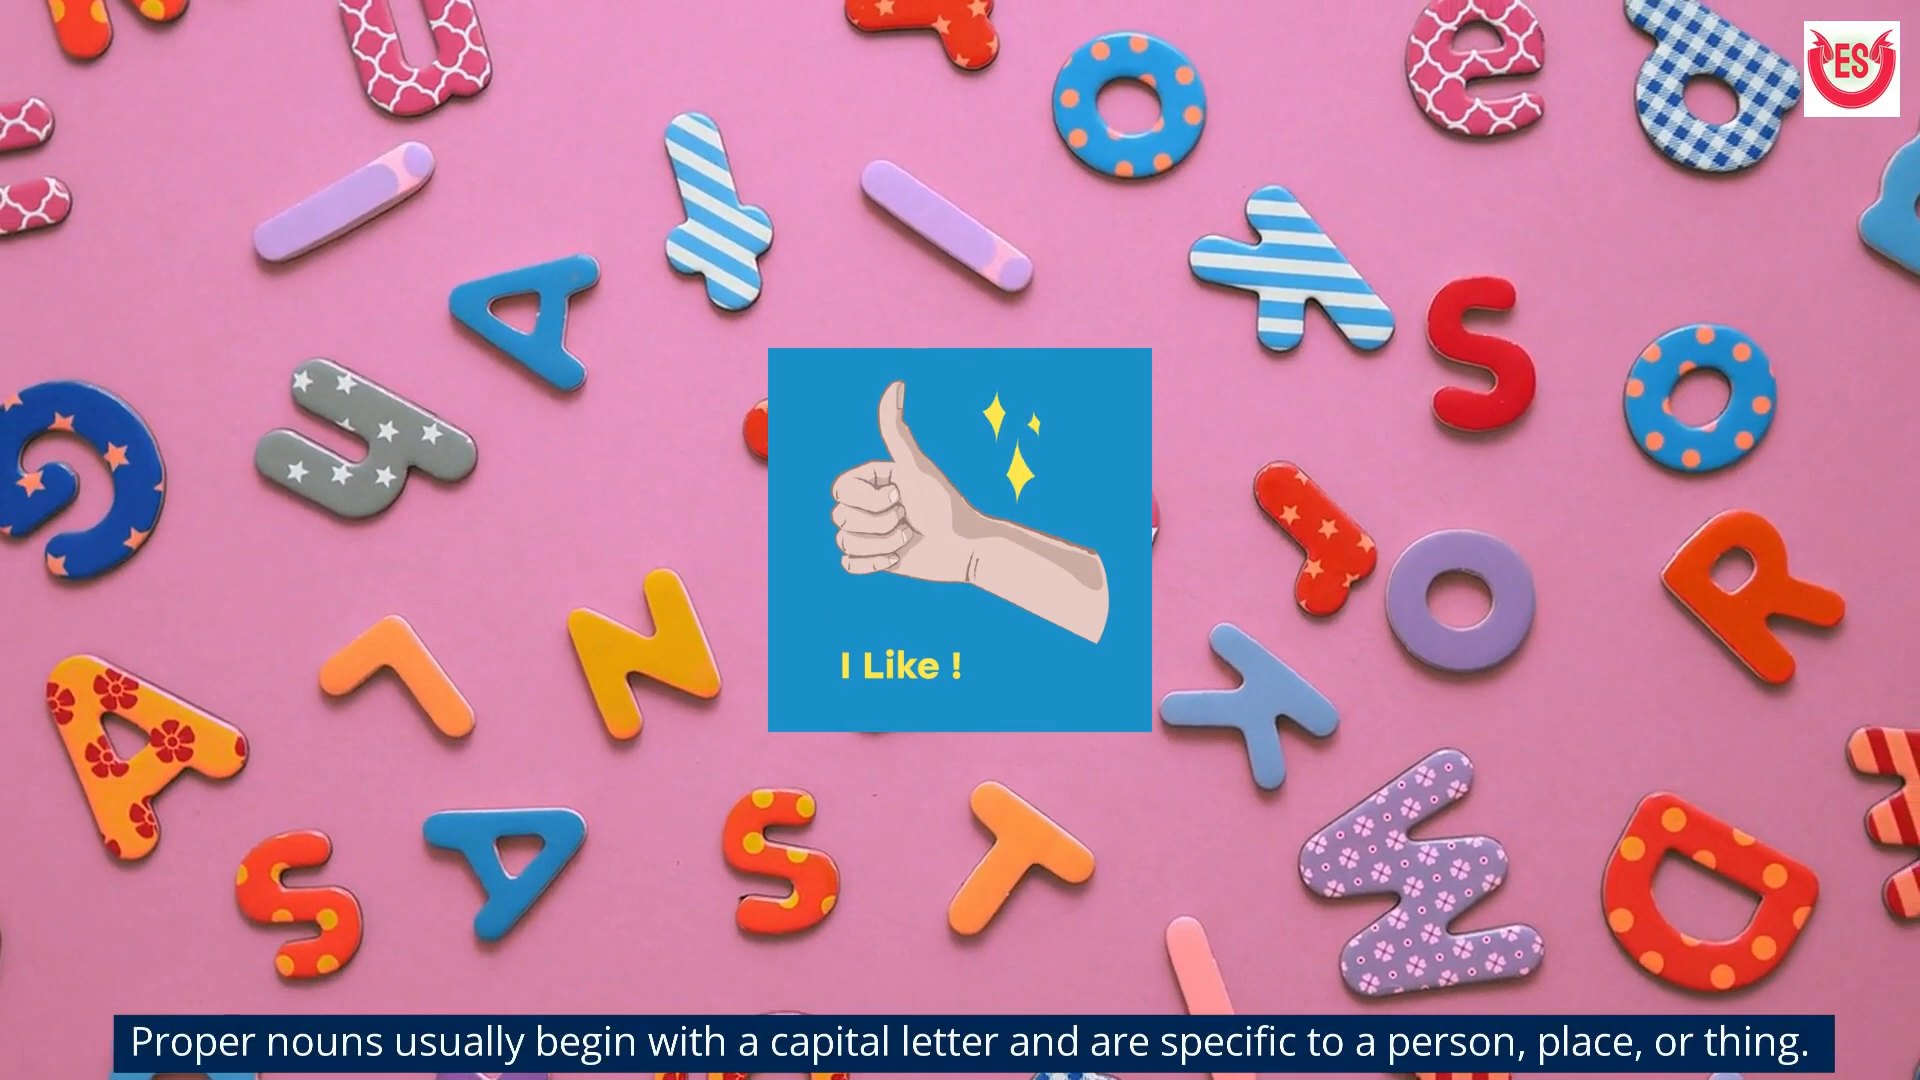 ES
I Like !
Proper nouns usually begin with a capital letter and are specific to a person, place, or thing.